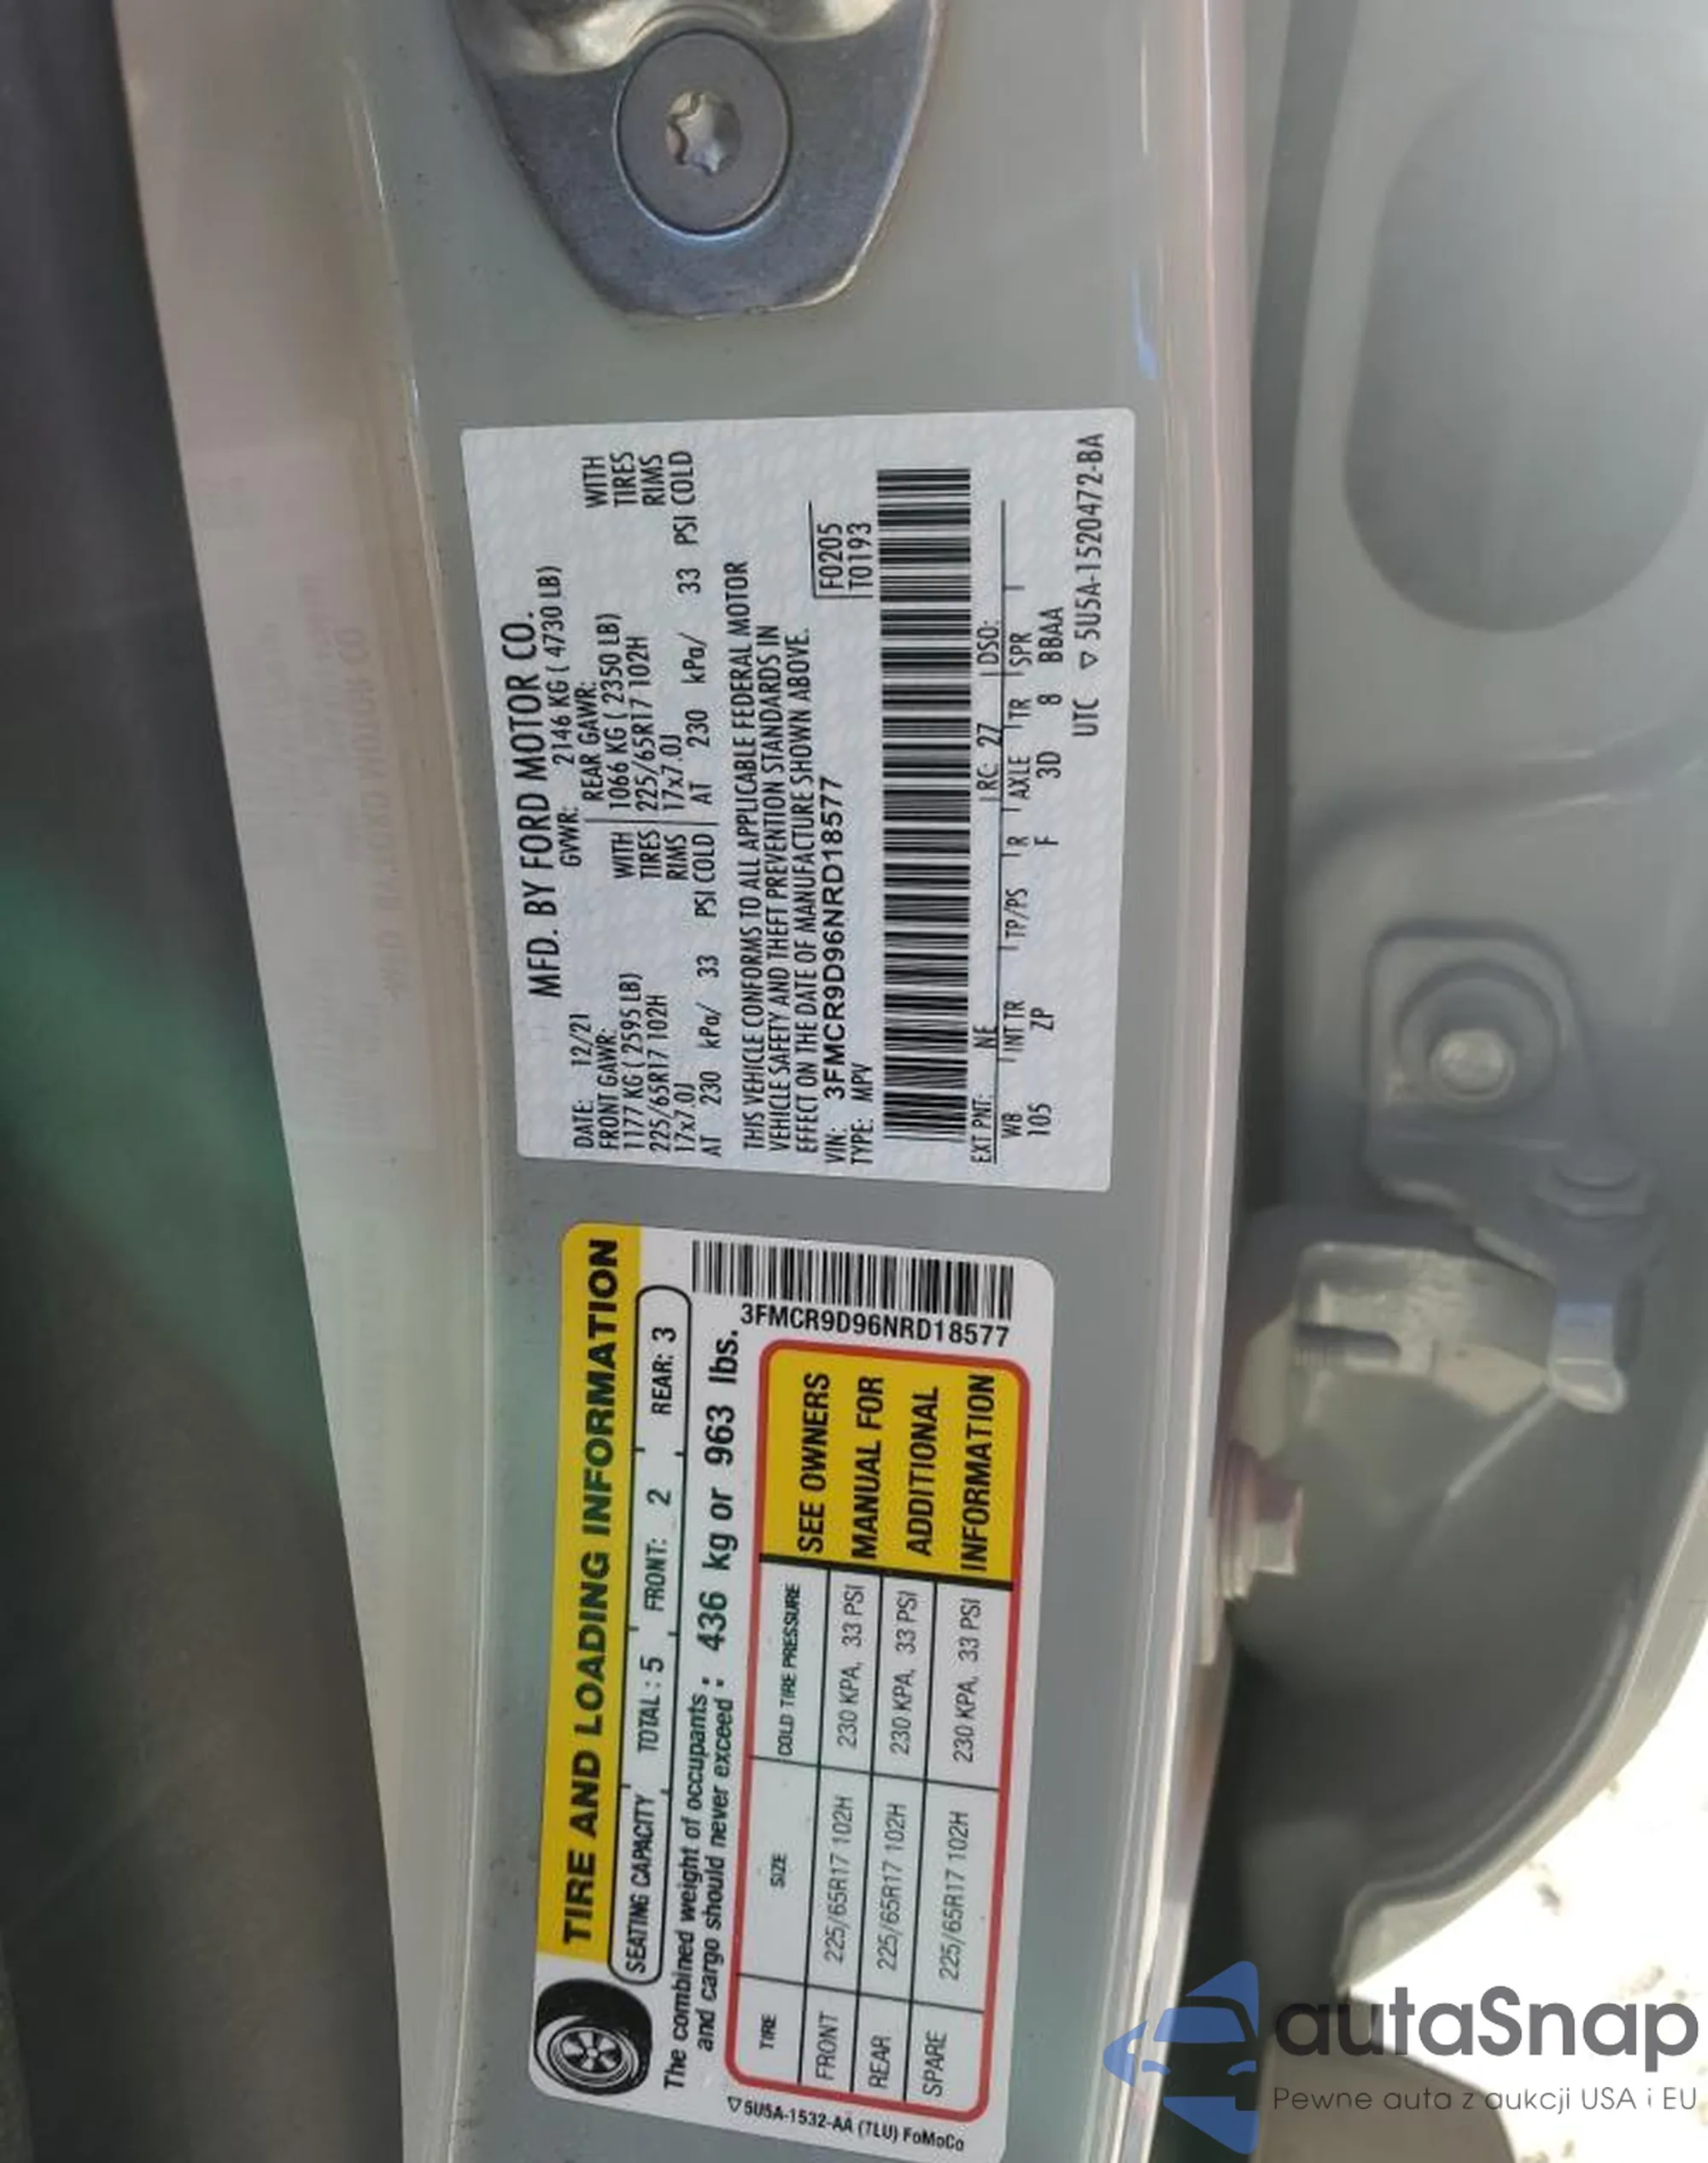 MFD. BY FORD MOTOR CO.
DATE: 12/21 GVWR: 2146 KG ( 4730 LB)
FRONT GAWR: REAR GAWR:
1177 KG ( 2595 LB) WITH 1066 KG ( 2350 LB) WITH
225/65R17 102H TIRES 225/65R17 102H TIRES
17x7.0J RIMS 17x7.0J RIMS
AT 230 kPa/ 33 PSI COLD AT 230 kPa/ 33 PSI COLD
THIS VEHICLE CONFORMS TO ALL APPLICABLE FEDERAL MOTOR
VEHICLE SAFETY AND THEFT PREVENTION STANDARDS IN
EFFECT ON THE DATE OF MANUFACTURE SHOWN ABOVE.
VIN: 3FMCR9D96NRD18577 F0205
TYPE: MPV T0193
EXT PNT: NE RC: 27 DSO:
WB INT TR TP/PS R AXLE TR SPR
105 ZP F 3D 8 BBAA
UTC ▽ 5U5A-1520472-BA
TIRE AND LOADING INFORMATION
SEATING CAPACITY TOTAL : 5 FRONT: 2 REAR: 3
The combined weight of occupants
and cargo should never exceed : 436 kg or 963 lbs.
3FMCR9D96NRD18577
TIRE SIZE COLD TIRE PRESSURE
FRONT 225/65R17 102H 230 KPA, 33 PSI
REAR 225/65R17 102H 230 KPA, 33 PSI
SPARE 225/65R17 102H 230 KPA, 33 PSI
SEE OWNERS
MANUAL FOR
ADDITIONAL
INFORMATION
▽ 5U5A-1532-AA (7LU) FoMoCo
autaSnap
Pewne auta z aukcji USA i EU